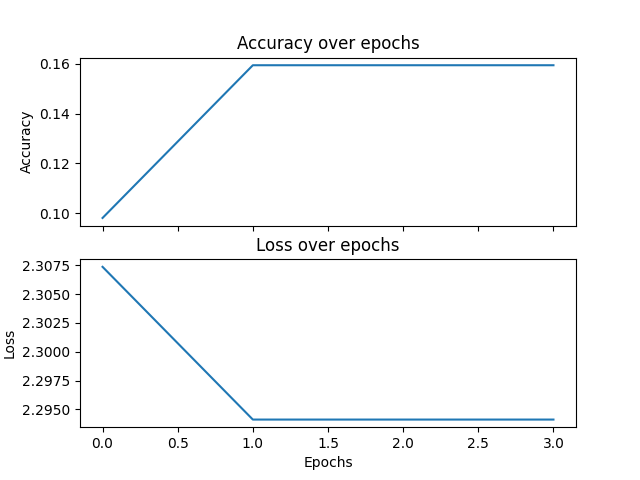 Accuracy over epochs
0.16
0.14
0.12
0.10
Accuracy
Loss over epochs
2.3075
2.3050
2.3025
2.3000
2.2975
2.2950
Loss
0.0 0.5 1.0 1.5 2.0 2.5 3.0
Epochs